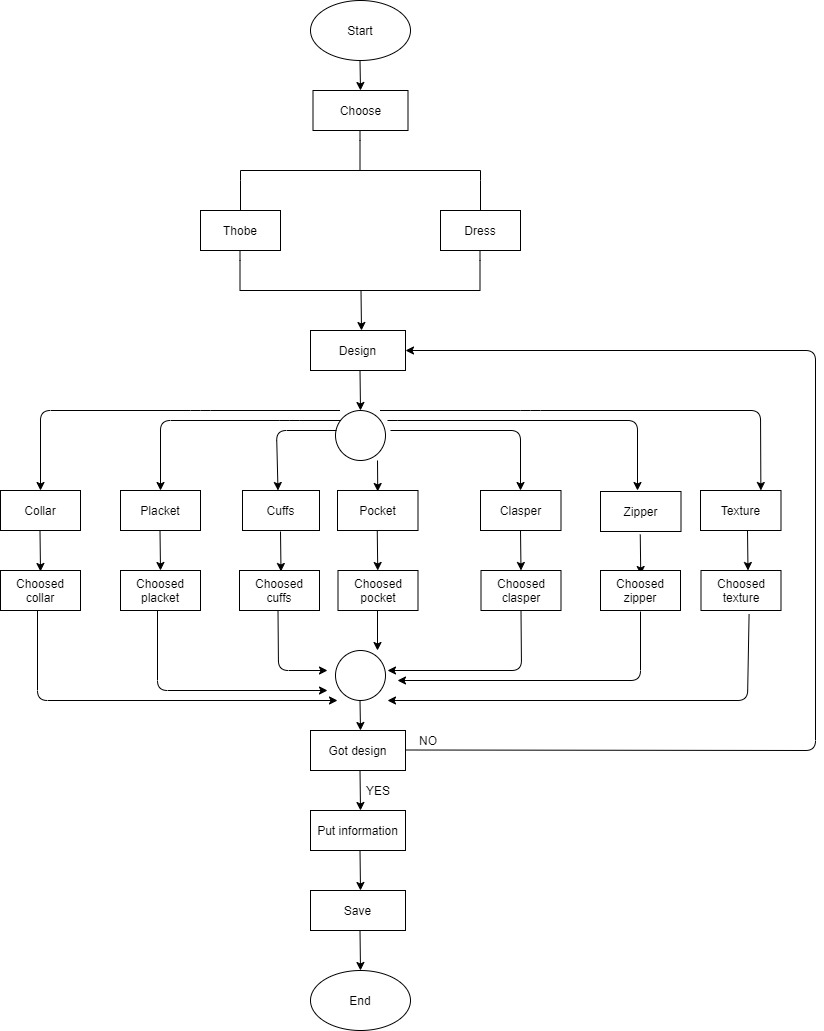 Start
Choose
Thobe
Dress
Design
Collar
Placket
Cuffs
Pocket
Clasper
Zipper
Texture
Choosed
collar
Choosed
placket
Choosed
cuffs
Choosed
pocket
Choosed
clasper
Choosed
zipper
Choosed
texture
Got design
NO
YES
Put information
Save
End